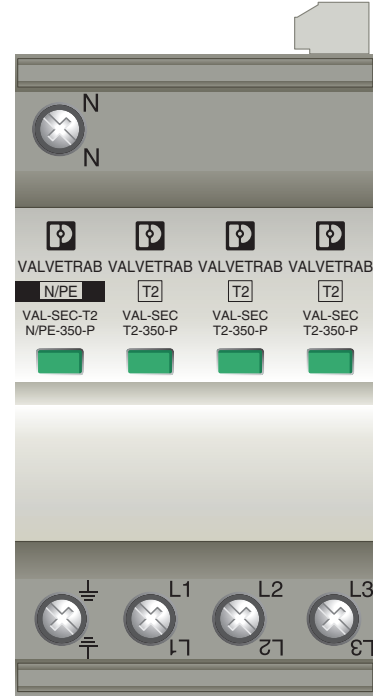 N
N
VALVETRAB VALVETRAB VALVETRAB VALVETRAB
N/PE T2 T2 T2
VAL-SEC-T2 VAL-SEC VAL-SEC VAL-SEC
N/PE-350-P T2-350-P T2-350-P T2-350-P
L1 L2 L3
L1 L2 L3